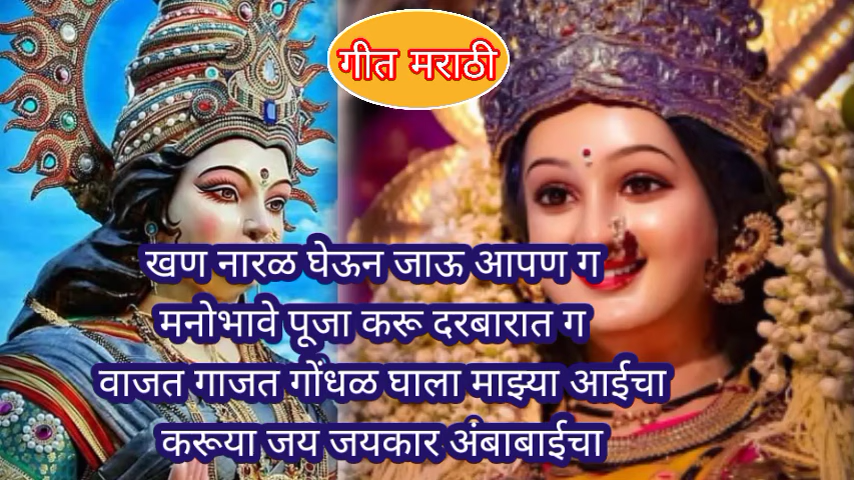 गीत मराठी
खण नारळ घेऊन जाऊ आपण ग
मनोभावे पूजा करू दरबारात ग
वाजत गाजत गोंधळ घाला माझ्या आईचा
करूया जय जयकार अंबाबाईचा